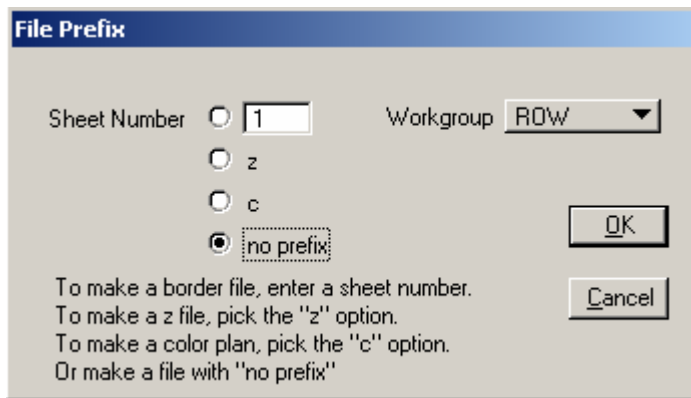 File Prefix
Sheet Number 1 Workgroup ROW
z
c
no prefix
OK
Cancel
To make a border file, enter a sheet number.
To make a z file, pick the "z" option.
To make a color plan, pick the "c" option.
Or make a file with "no prefix"